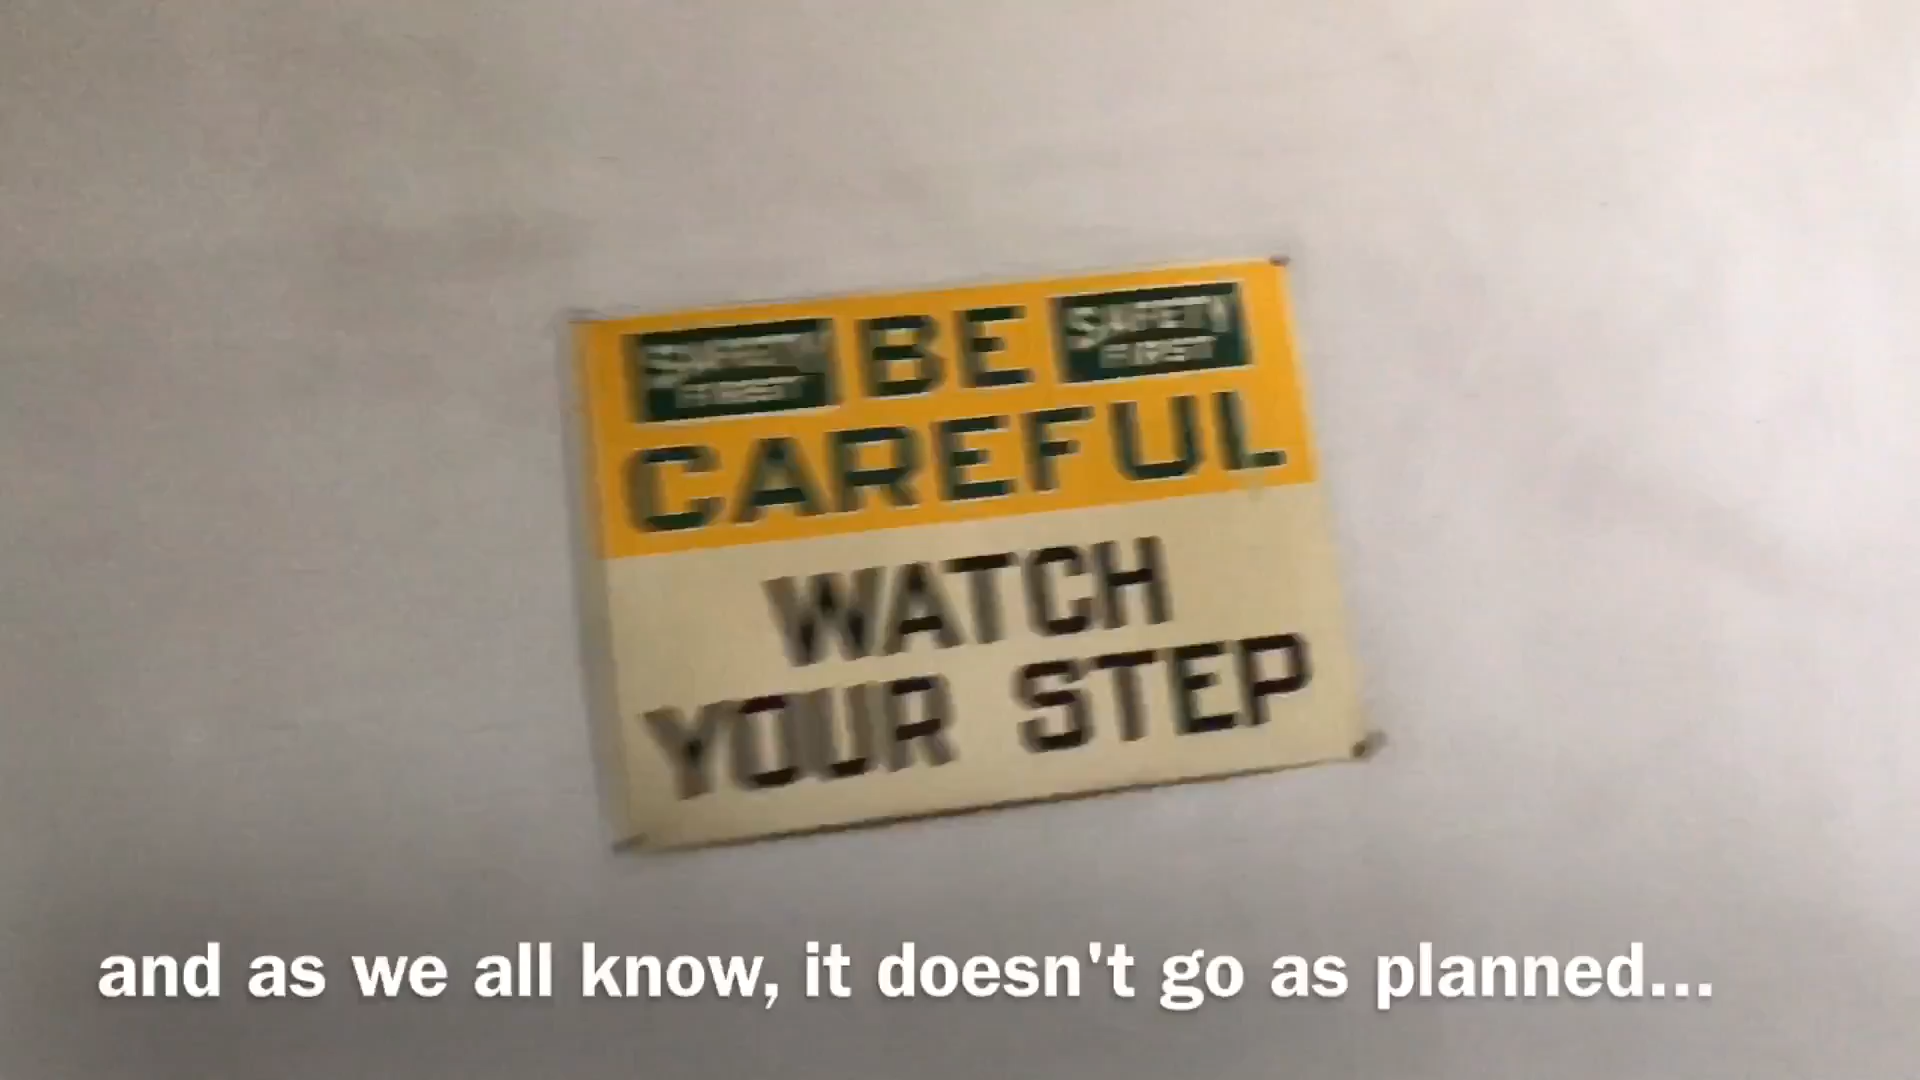 SAFETY FIRST BE SAFETY FIRST
CAREFUL
WATCH
YOUR STEP
and as we all know, it doesn't go as planned...